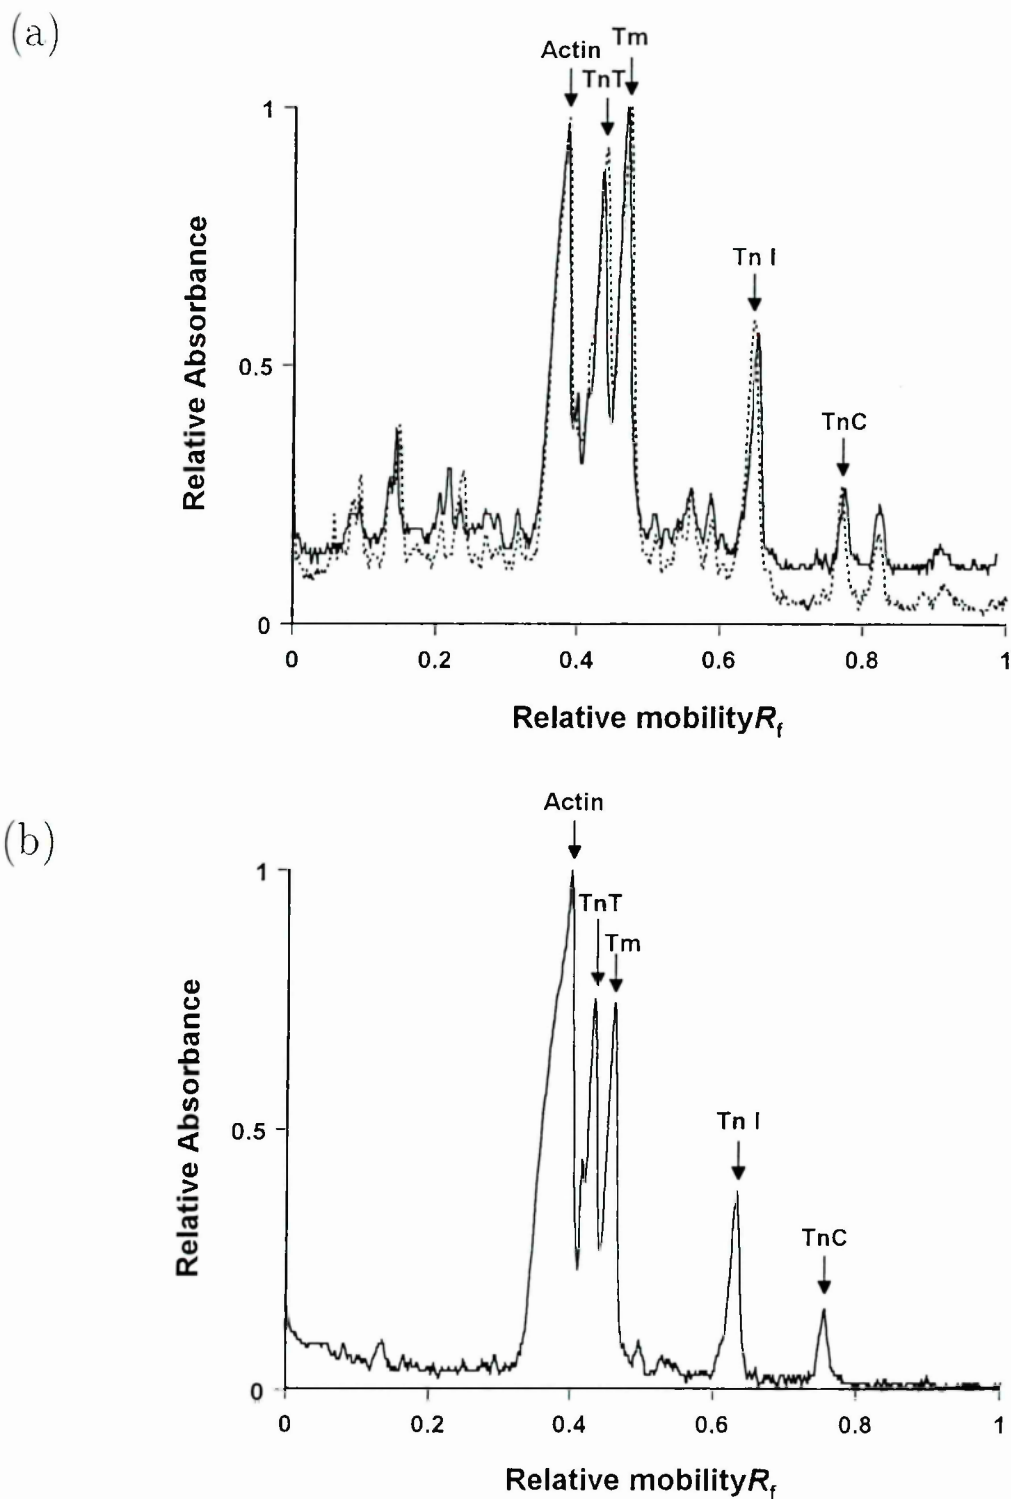 (a)
Actin
Tm
TnT
Tn I
TnC
1
0.5
0
Relative Absorbance
0
0.2
0.4
0.6
0.8
1
Relative mobilityRf
(b)
Actin
TnT
Tm
Tn I
TnC
1
0.5
0
Relative Absorbance
0
0.2
0.4
0.6
0.8
1
Relative mobilityRf